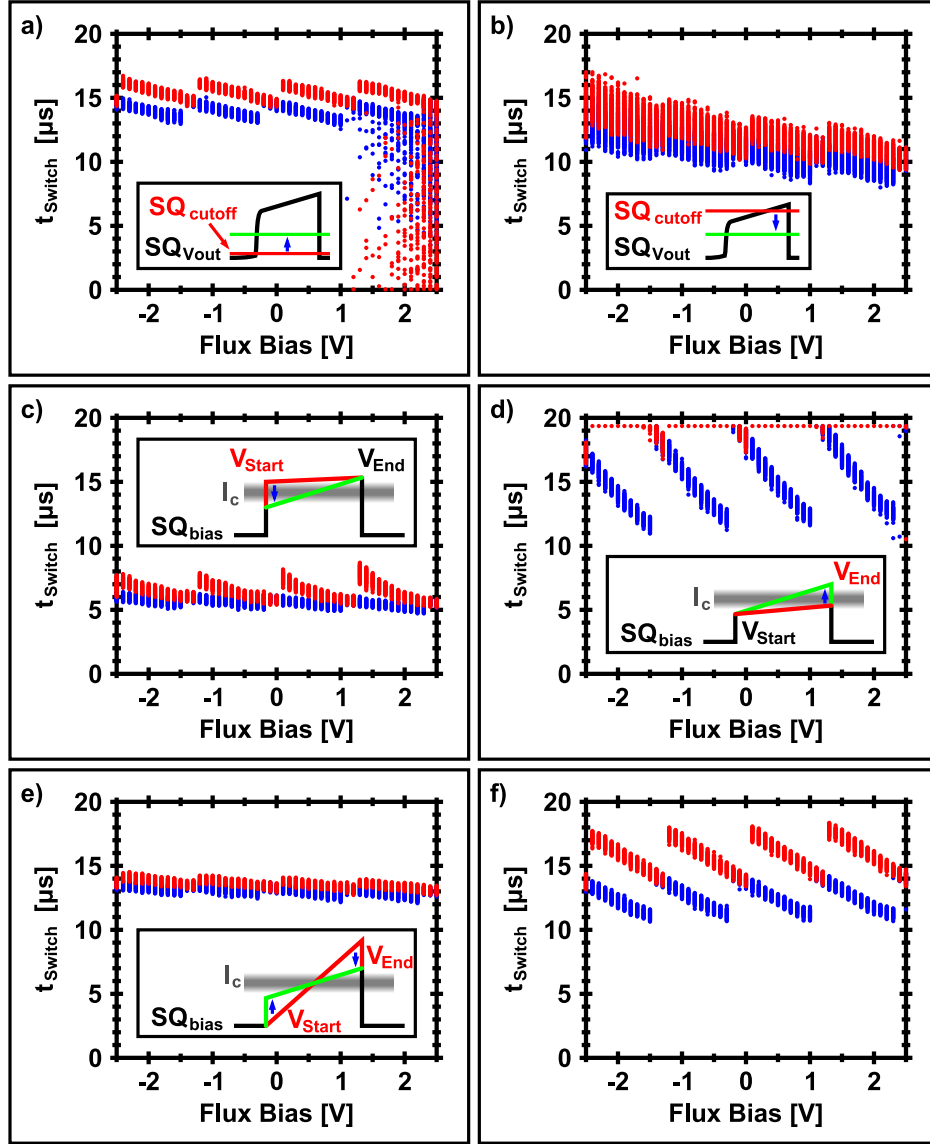 a)
t_Switch [µs]
20
15
10
5
0
SQ_cutoff
SQ_Vout
-2 -1 0 1 2
Flux Bias [V]
b)
t_Switch [µs]
20
15
10
5
0
SQ_cutoff
SQ_Vout
-2 -1 0 1 2
Flux Bias [V]
c)
t_Switch [µs]
20
15
10
5
0
V_Start
V_End
I_c
SQ_bias
-2 -1 0 1 2
Flux Bias [V]
d)
t_Switch [µs]
20
15
10
5
0
V_End
I_c
V_Start
SQ_bias
-2 -1 0 1 2
Flux Bias [V]
e)
t_Switch [µs]
20
15
10
5
0
V_End
I_c
V_Start
SQ_bias
-2 -1 0 1 2
Flux Bias [V]
f)
t_Switch [µs]
20
15
10
5
0
-2 -1 0 1 2
Flux Bias [V]